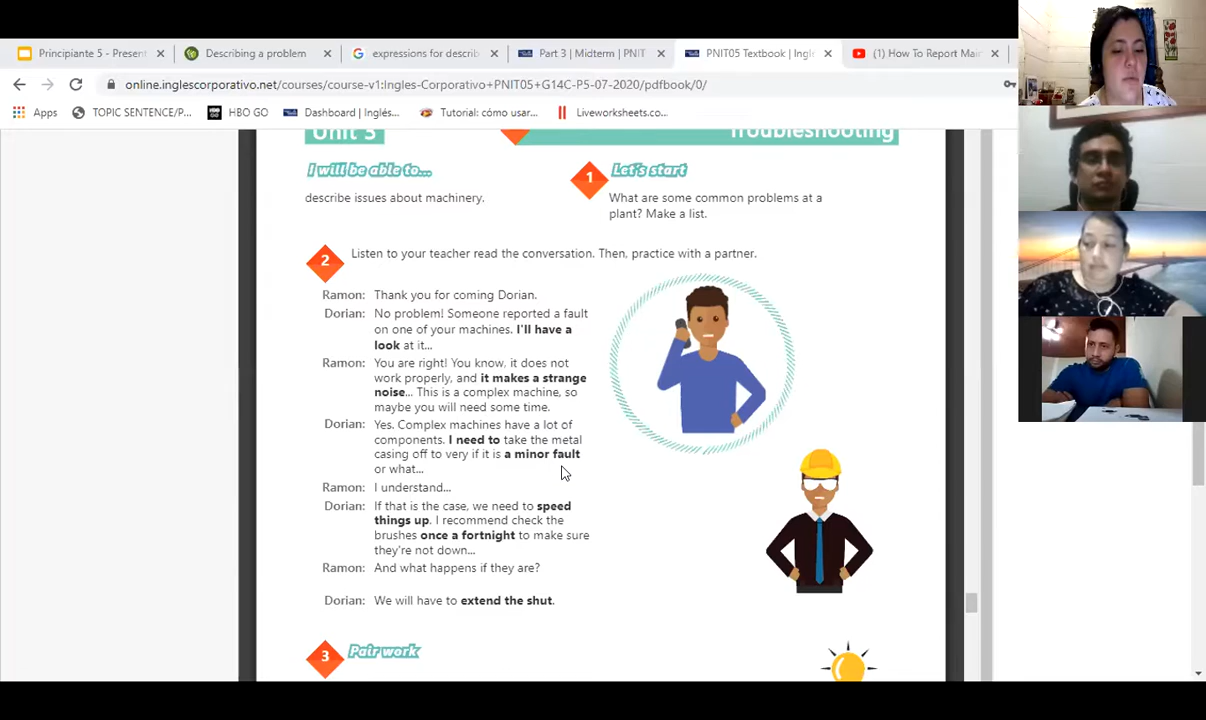 Principiante 5 - Present
Describing a problem
expressions for describ
Part 3 | Midterm | PNIT
PNIT05 Textbook | Ingle
(1) How To Report Main
online.inglescorporativo.net/courses/course-v1:Ingles-Corporativo+PNIT05+G14C-P5-07-2020/pdfbook/0/
Apps
TOPIC SENTENCE/P...
HBO GO
Dashboard | Inglés...
Tutorial: cómo usar...
Liveworksheets.co...
Unit 3
Troubleshooting
I will be able to...
describe issues about machinery.
1
Let's start
What are some common problems at a
plant? Make a list.
2
Listen to your teacher read the conversation. Then, practice with a partner.
Ramon: Thank you for coming Dorian.
Dorian: No problem! Someone reported a fault
on one of your machines. I'll have a
look at it...
Ramon: You are right! You know, it does not
work properly, and it makes a strange
noise... This is a complex machine, so
maybe you will need some time.
Dorian: Yes. Complex machines have a lot of
components. I need to take the metal
casing off to very if it is a minor fault
or what...
Ramon: I understand...
Dorian: If that is the case, we need to speed
things up. I recommend check the
brushes once a fortnight to make sure
they're not down...
Ramon: And what happens if they are?
Dorian: We will have to extend the shut.
3
Pair work